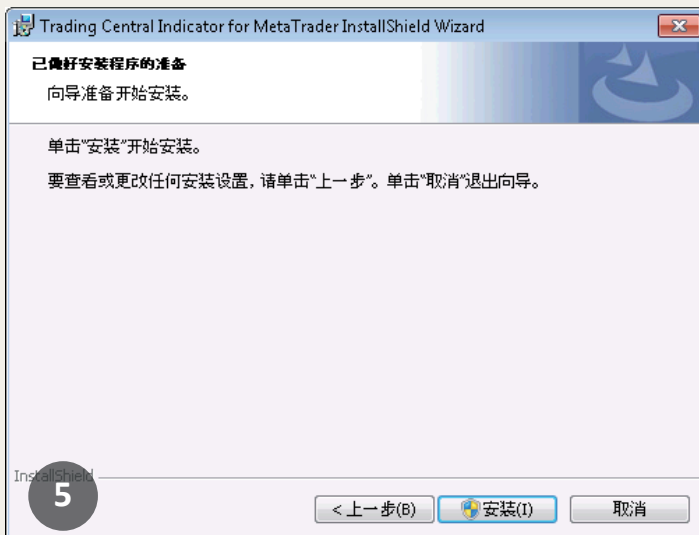 Trading Central Indicator for MetaTrader InstallShield Wizard
已做好安装程序的准备
向导准备开始安装。
单击“安装”开始安装。
要查看或更改任何安装设置，请单击“上一步”。单击“取消”退出向导。
InstallShield
5
< 上一步(B)
安装(I)
取消